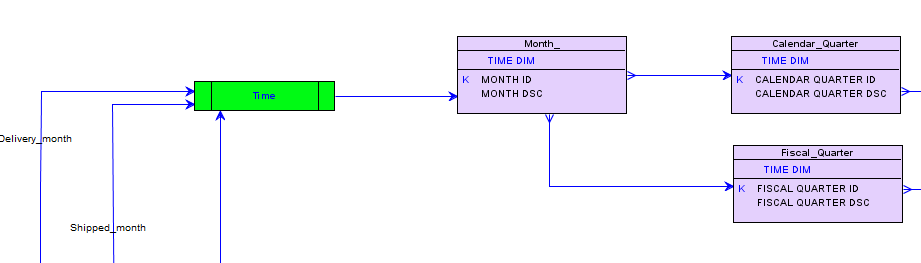 Month_
TIME DIM
K MONTH ID
MONTH DSC
Calendar_Quarter
TIME DIM
K CALENDAR QUARTER ID
CALENDAR QUARTER DSC
Time
Delivery_month
Fiscal_Quarter
TIME DIM
K FISCAL QUARTER ID
FISCAL QUARTER DSC
Shipped_month